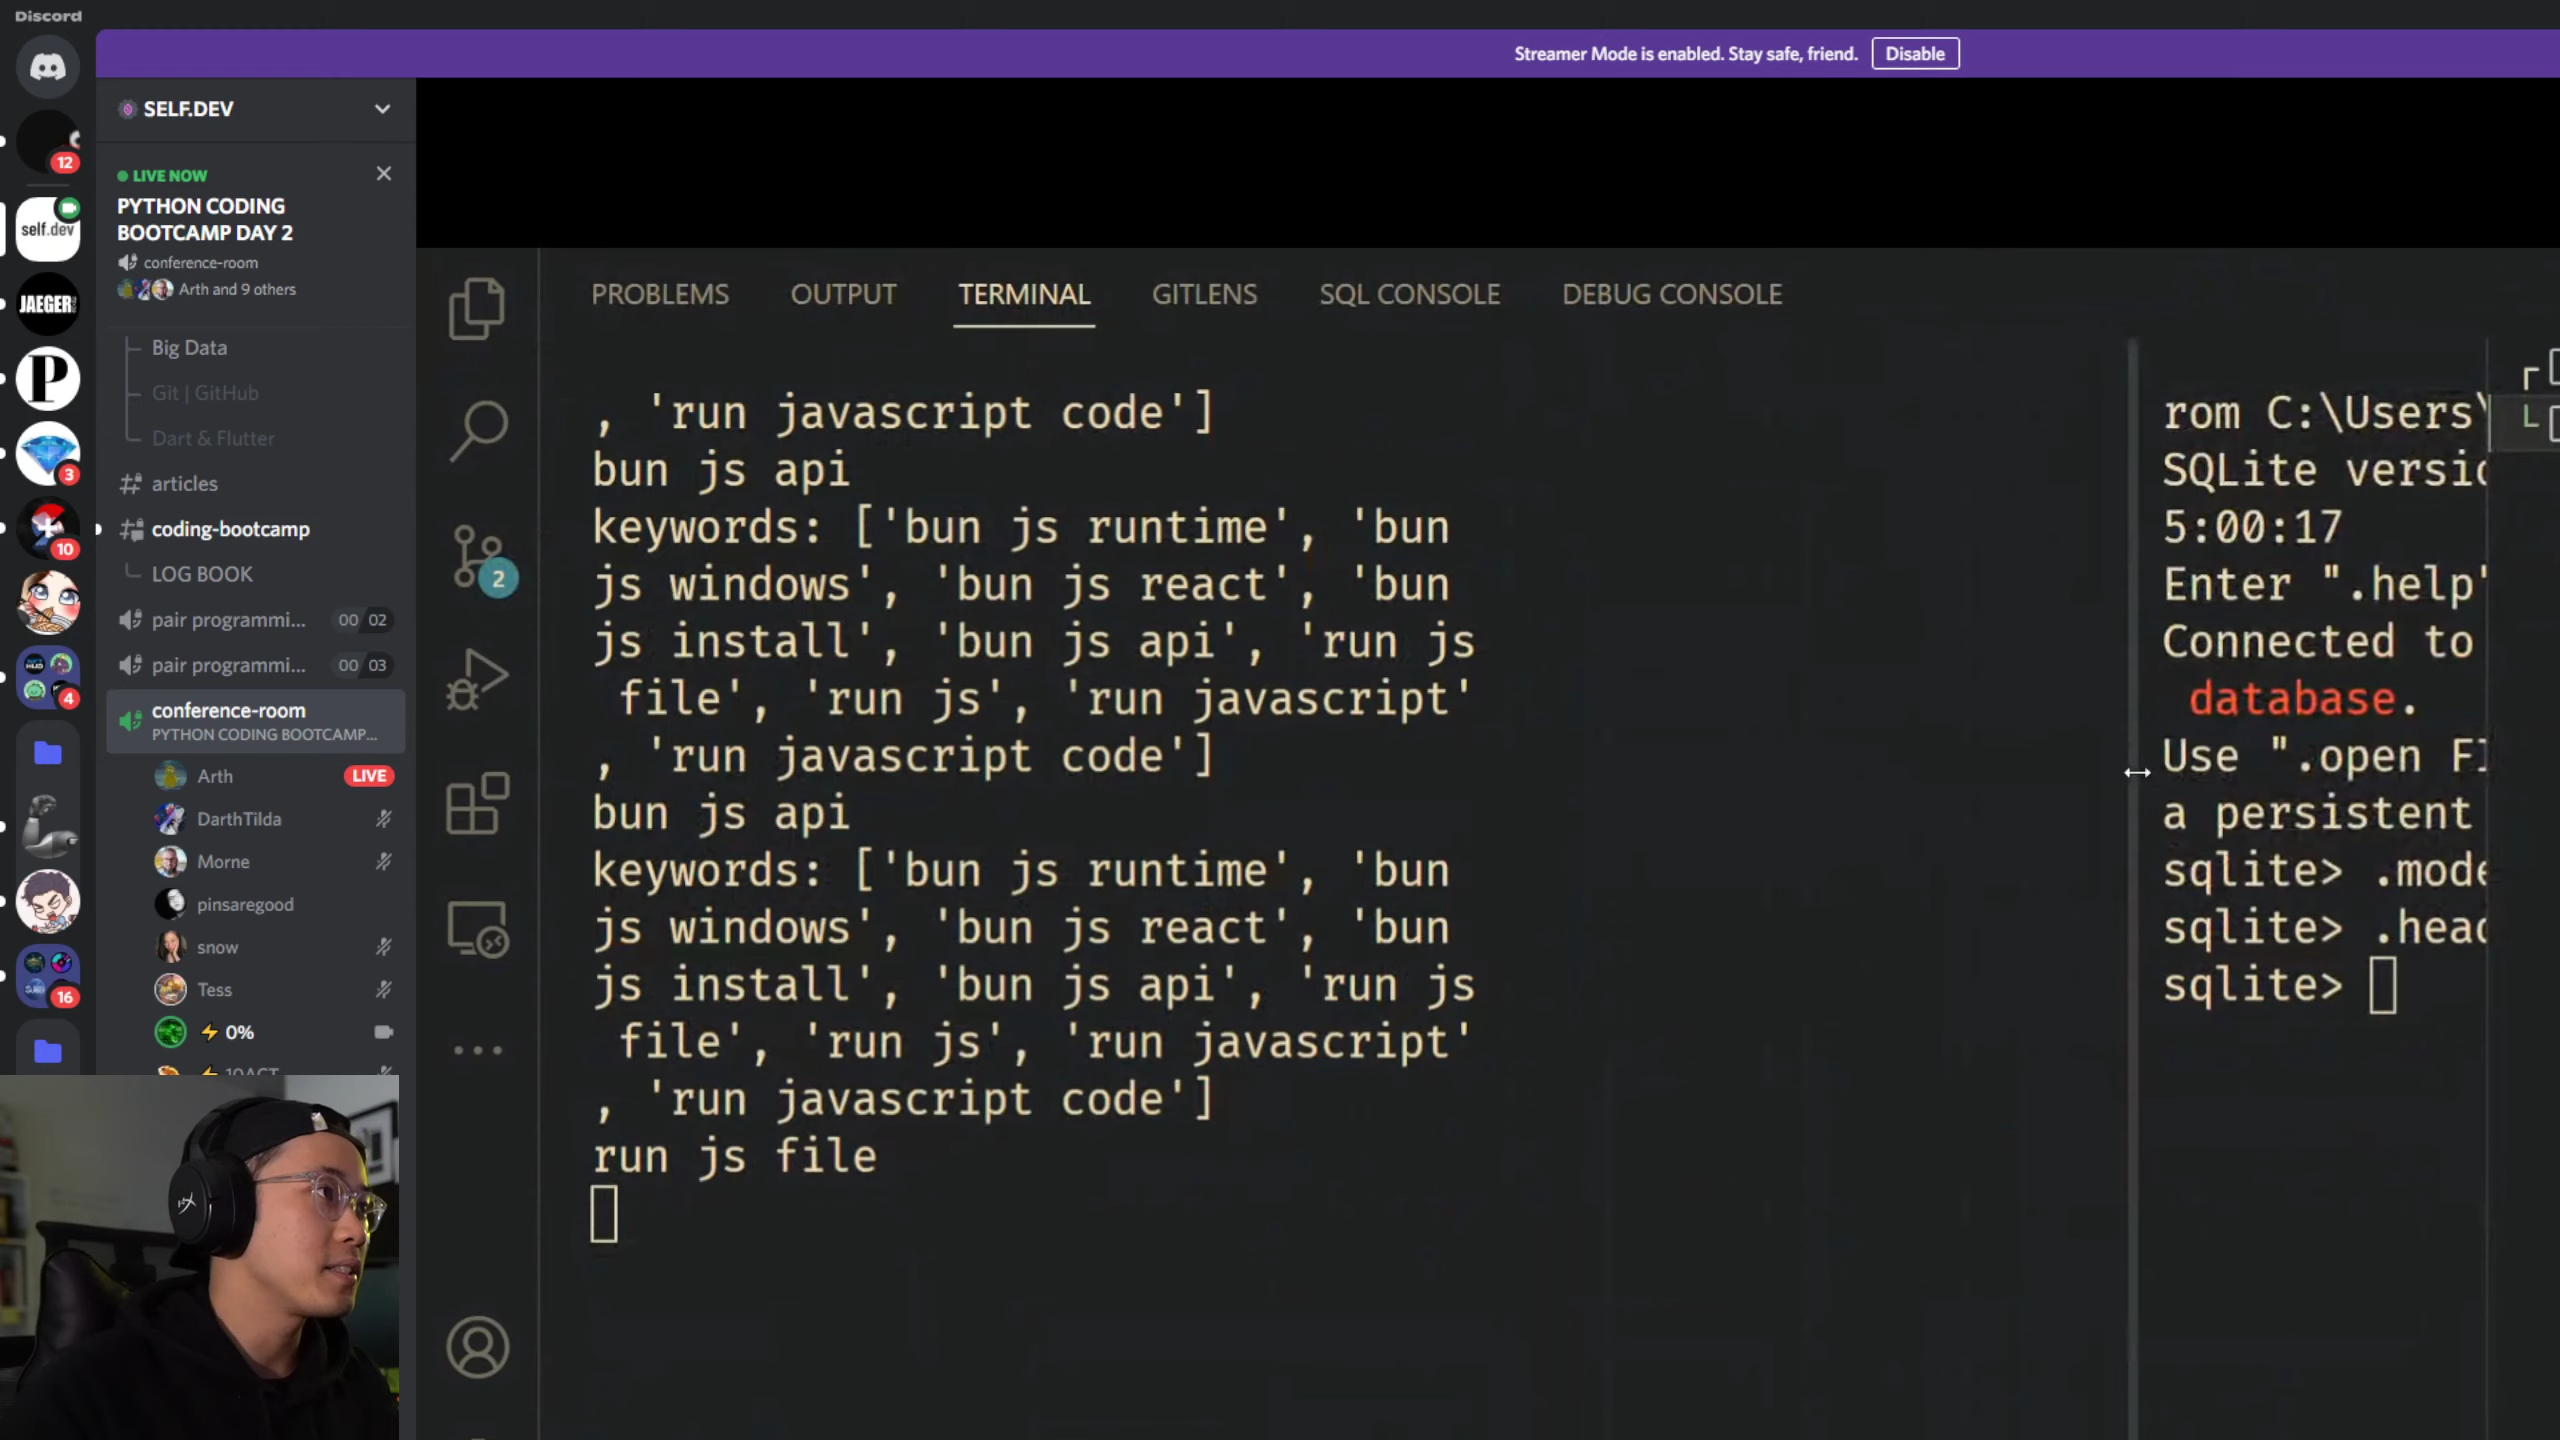 Discord
Streamer Mode is enabled. Stay safe, friend.
Disable
12
self.dev
JAEGER
P
3
10
4
16
SELF.DEV
LIVE NOW
PYTHON CODING
BOOTCAMP DAY 2
conference-room
Arth and 9 others
Big Data
Git | GitHub
Dart & Flutter
articles
coding-bootcamp
LOG BOOK
pair programmi... 00 02
pair programmi... 00 03
conference-room
PYTHON CODING BOOTCAMP...
Arth LIVE
DarthTilda
Morne
pinsaregood
snow
Tess
0%
2
PROBLEMS OUTPUT TERMINAL GITLENS SQL CONSOLE DEBUG CONSOLE
, 'run javascript code']
bun js api
keywords: ['bun js runtime', 'bun
js windows', 'bun js react', 'bun
js install', 'bun js api', 'run js
file', 'run js', 'run javascript'
, 'run javascript code']
bun js api
keywords: ['bun js runtime', 'bun
js windows', 'bun js react', 'bun
js install', 'bun js api', 'run js
file', 'run js', 'run javascript'
, 'run javascript code']
run js file
rom C:\Users\
SQLite versio
5:00:17
Enter ".help"
Connected to
database.
Use ".open FI
a persistent
sqlite> .mode
sqlite> .head
sqlite>